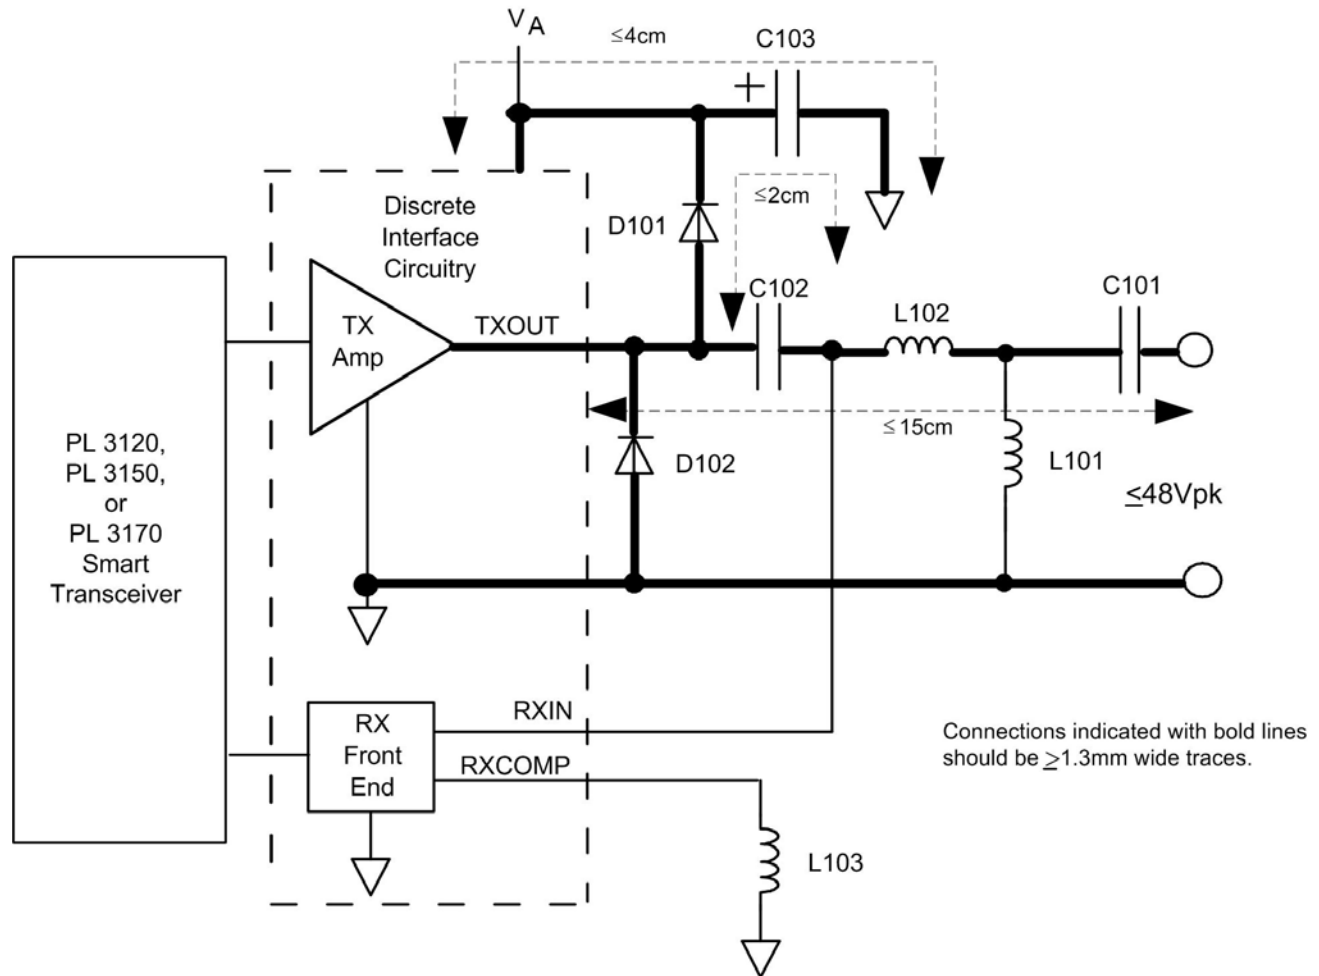 V A
≤4cm
C103
+
Discrete
Interface
Circuitry
D101
≤2cm
C102
C101
L102
TX
Amp
TXOUT
≤ 15cm
PL 3120,
PL 3150,
or
PL 3170
Smart
Transceiver
D102
L101
≤48Vpk
RX
Front
End
RXIN
RXCOMP
Connections indicated with bold lines
should be ≥1.3mm wide traces.
L103